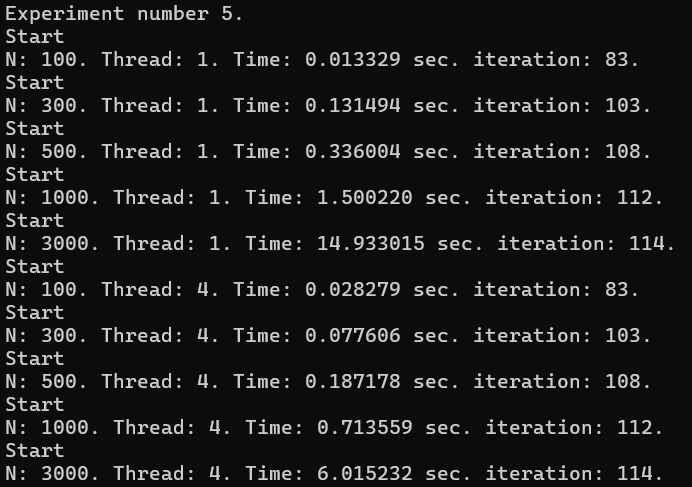 Experiment number 5.
Start
N: 100. Thread: 1. Time: 0.013329 sec. iteration: 83.
Start
N: 300. Thread: 1. Time: 0.131494 sec. iteration: 103.
Start
N: 500. Thread: 1. Time: 0.336004 sec. iteration: 108.
Start
N: 1000. Thread: 1. Time: 1.500220 sec. iteration: 112.
Start
N: 3000. Thread: 1. Time: 14.933015 sec. iteration: 114.
Start
N: 100. Thread: 4. Time: 0.028279 sec. iteration: 83.
Start
N: 300. Thread: 4. Time: 0.077606 sec. iteration: 103.
Start
N: 500. Thread: 4. Time: 0.187178 sec. iteration: 108.
Start
N: 1000. Thread: 4. Time: 0.713559 sec. iteration: 112.
Start
N: 3000. Thread: 4. Time: 6.015232 sec. iteration: 114.